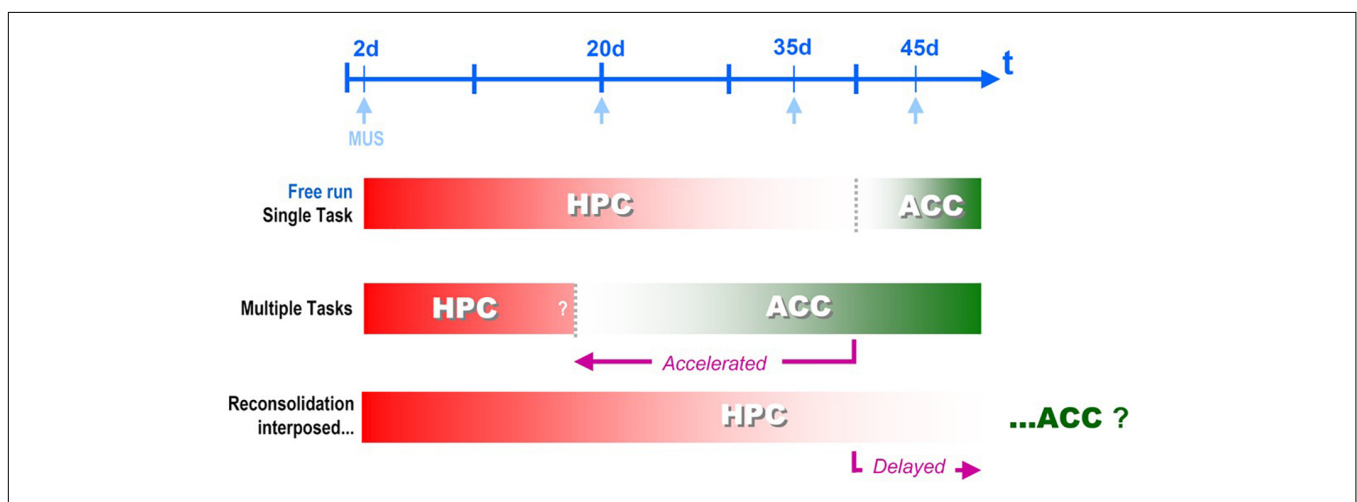 2d 20d 35d 45d
t
MUS
Free run
Single Task
HPC ACC
Multiple Tasks
HPC ? ACC
Accelerated
Reconsolidation
interposed...
HPC
...ACC ?
Delayed